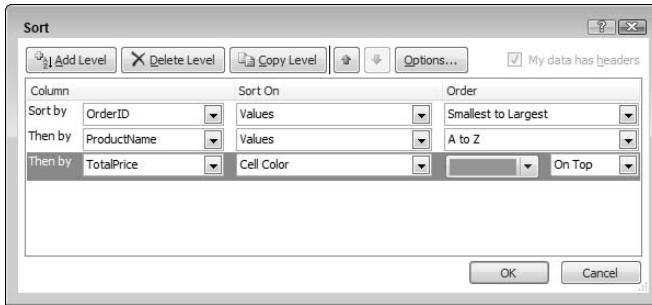 Sort
Add Level Delete Level Copy Level Options... My data has headers
Column Sort On Order
Sort by OrderID Values Smallest to Largest
Then by ProductName Values A to Z
Then by TotalPrice Cell Color On Top
OK Cancel